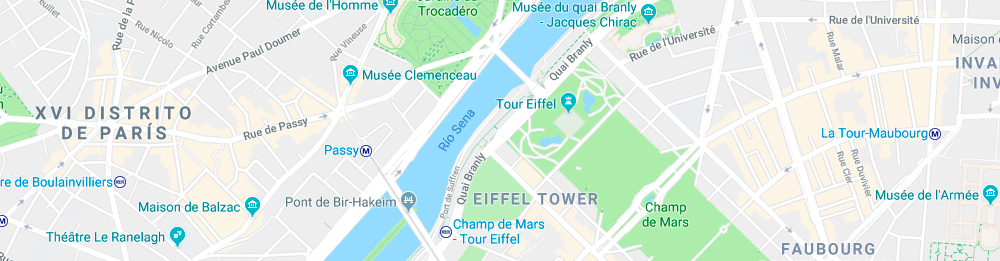 Musée de l'Homme
Trocadéro
Musée du quai Branly
- Jacques Chirac
Rue de l'Université
Rue Nicolo
Rue Cortambert
Rue Vineuse
Avenue Paul Doumer
Quai Branly
Rue de l'Université
Rue Malar
Maison d
Musée Clemenceau
INVA
INV
Tour Eiffel
XVI DISTRITO
DE PARÍS
Rue de Passy
Río Sena
La Tour-Maubourg
Passy
Quai Branly
Port de Suffren
Rue Cler
Rue Duvivier
re de Boulainvilliers
RER
Maison de Balzac
Pont de Bir-Hakeim
EIFFEL TOWER
Champ
de Mars
Musée de l'Armée
Champ de Mars
- Tour Eiffel
RER
Théâtre Le Ranelagh
FAUBOURG